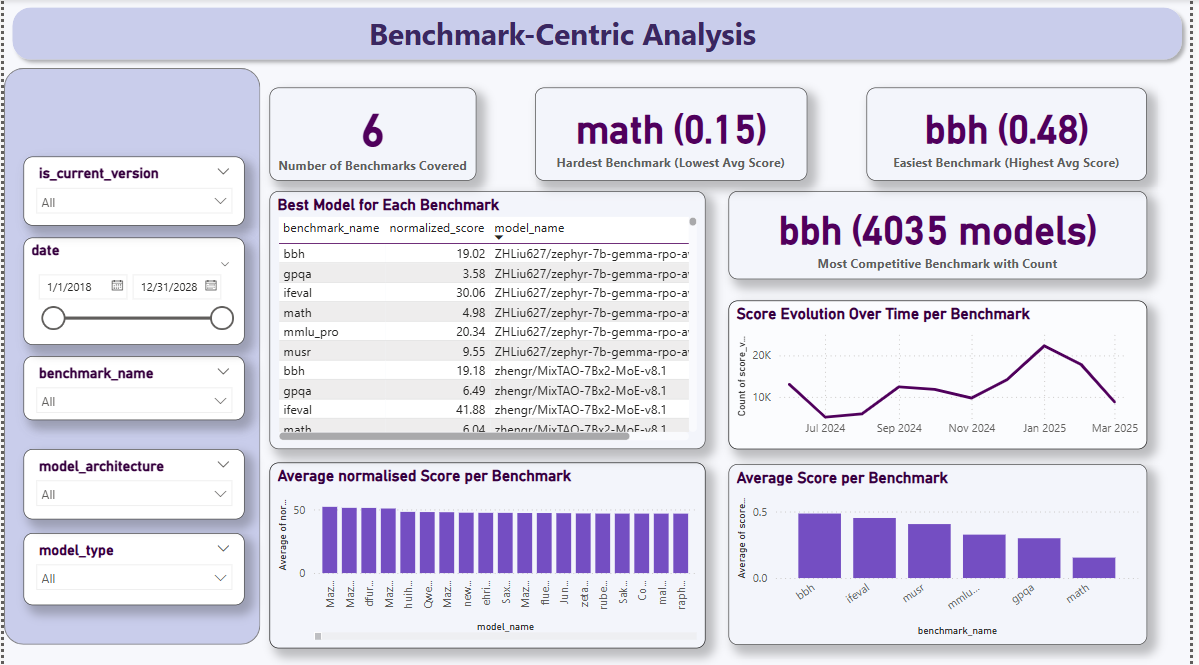 Benchmark-Centric Analysis
is_current_version
All
date
1/1/2018 12/31/2028
benchmark_name
All
model_architecture
All
model_type
All
6
Number of Benchmarks Covered
math (0.15)
Hardest Benchmark (Lowest Avg Score)
bbh (0.48)
Easiest Benchmark (Highest Avg Score)
Best Model for Each Benchmark
benchmark_name normalized_score model_name
bbh 19.02 ZHLiu627/zephyr-7b-gemma-rpo-a
gpqa 3.58 ZHLiu627/zephyr-7b-gemma-rpo-a
ifeval 30.06 ZHLiu627/zephyr-7b-gemma-rpo-a
math 4.98 ZHLiu627/zephyr-7b-gemma-rpo-a
mmlu_pro 20.34 ZHLiu627/zephyr-7b-gemma-rpo-a
musr 9.55 ZHLiu627/zephyr-7b-gemma-rpo-a
bbh 19.18 zhengr/MixTAO-7Bx2-MoE-v8.1
gpqa 6.49 zhengr/MixTAO-7Bx2-MoE-v8.1
ifeval 41.88 zhengr/MixTAO-7Bx2-MoE-v8.1
math 6.04 zhengr/MixTAO-7Bx2-MoE-v8.1
bbh (4035 models)
Most Competitive Benchmark with Count
Score Evolution Over Time per Benchmark
Count of score_v...
20K
10K
Jul 2024 Sep 2024 Nov 2024 Jan 2025 Mar 2025
Average normalised Score per Benchmark
Average of nor...
50
0
Maz... Maz... dfur... Maz... huih... Qwe... Maz... new... ehri... Sax... Maz... flue... Jun... zeta... rube... Sak... Co... mal... raph...
model_name
Average Score per Benchmark
Average of score...
0.5
0.0
bbh ifeval musr mmlu... gpqa math
benchmark_name